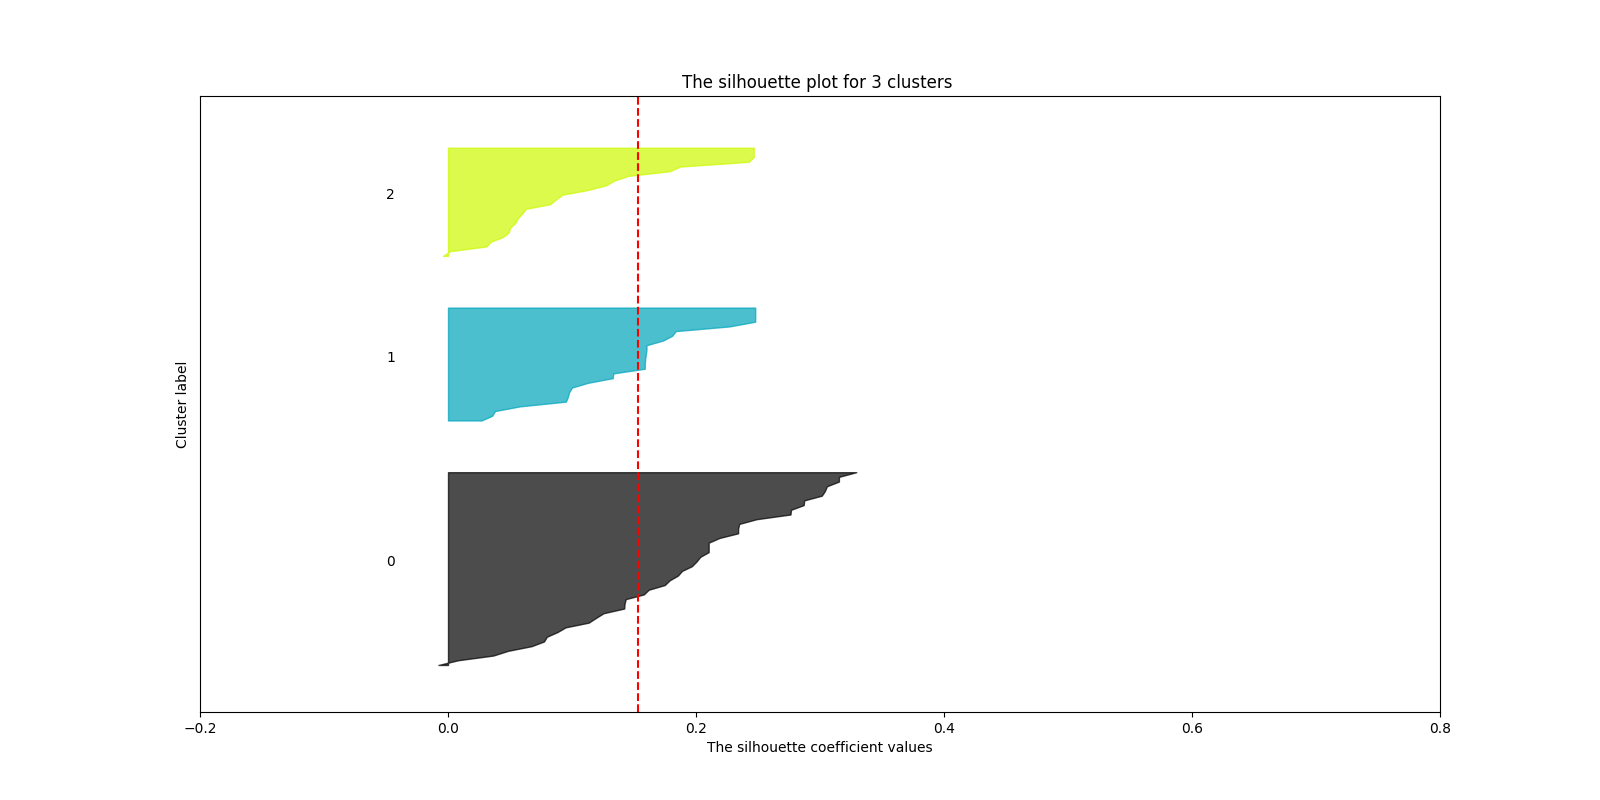 The silhouette plot for 3 clusters
2
1
0
Cluster label
−0.2 0.0 0.2 0.4 0.6 0.8
The silhouette coefficient values